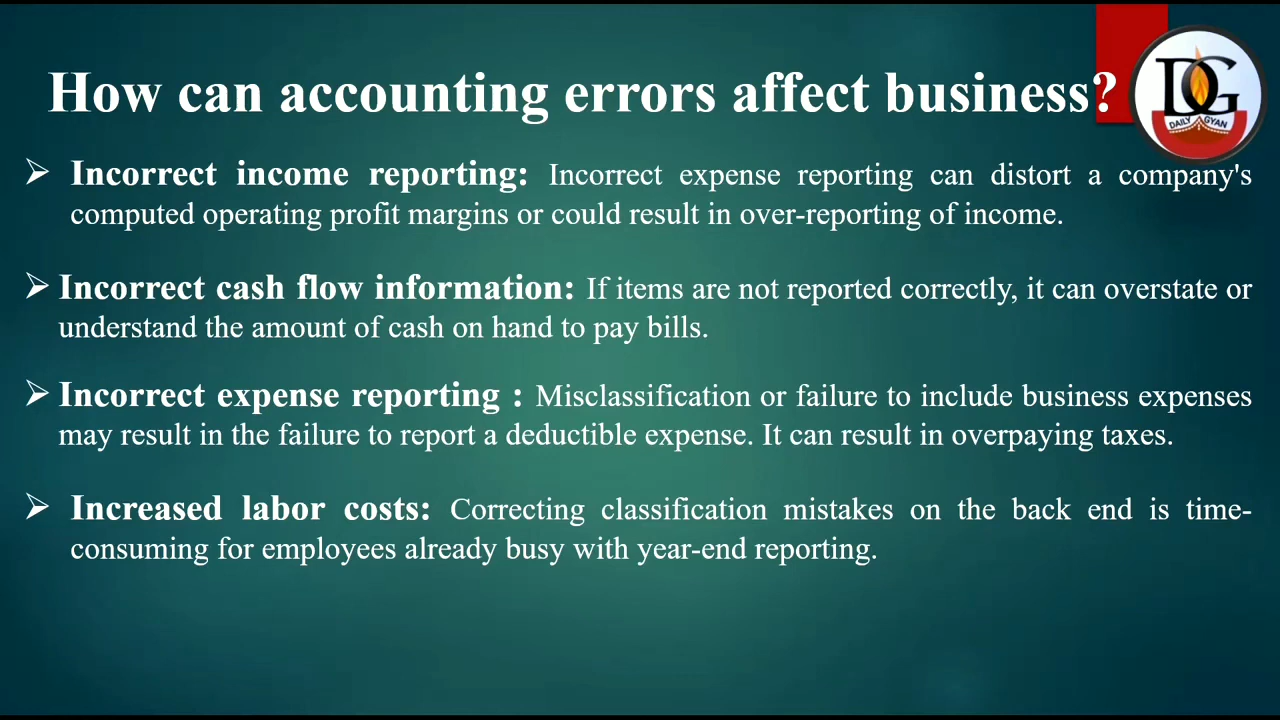 How can accounting errors affect business?
DG
DAILY GYAN
➢ Incorrect income reporting: Incorrect expense reporting can distort a company's
computed operating profit margins or could result in over-reporting of income.
➢ Incorrect cash flow information: If items are not reported correctly, it can overstate or
understand the amount of cash on hand to pay bills.
➢ Incorrect expense reporting : Misclassification or failure to include business expenses
may result in the failure to report a deductible expense. It can result in overpaying taxes.
➢ Increased labor costs: Correcting classification mistakes on the back end is time-
consuming for employees already busy with year-end reporting.